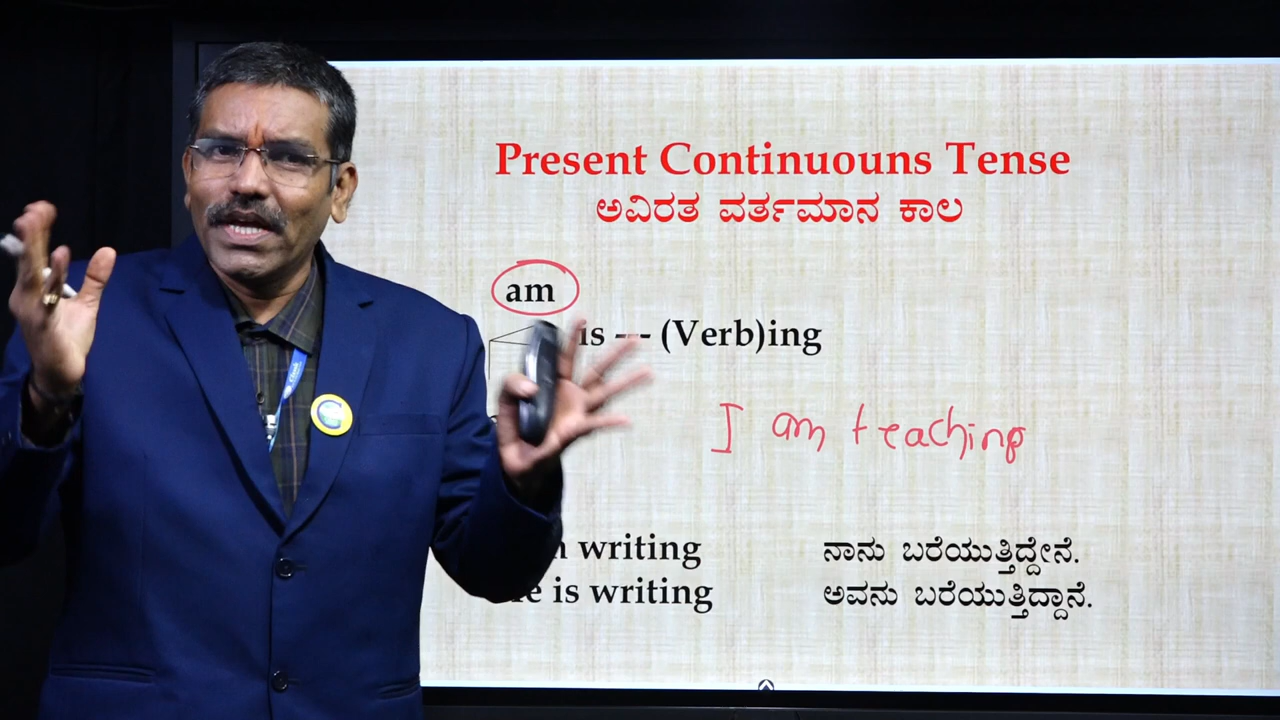 Present Continuouns Tense
ಅವಿರತ ವರ್ತಮಾನ ಕಾಲ
am
is --- (Verb)ing
I am teaching
writing ನಾನು ಬರೆಯುತ್ತಿದ್ದೇನೆ.
is writing ಅವನು ಬರೆಯುತ್ತಿದ್ದಾನೆ.